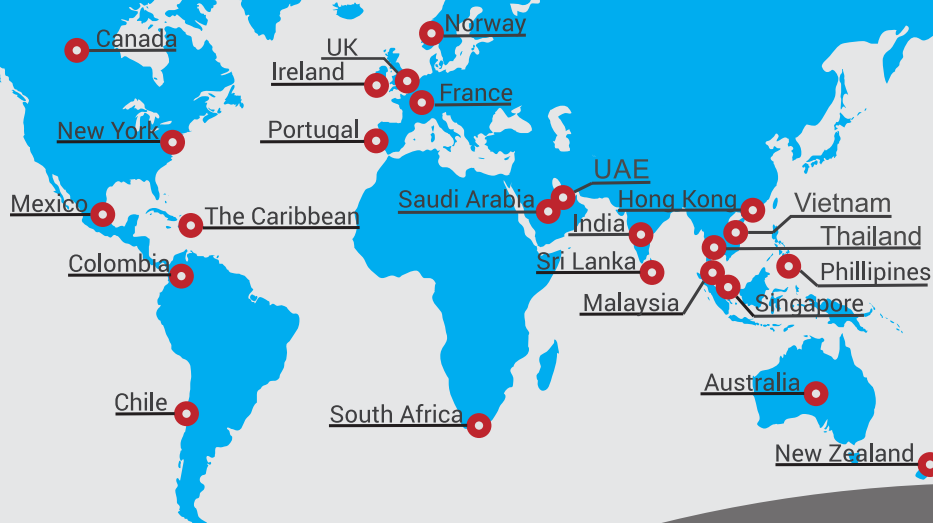 Norway
Canada
UK
Ireland
France
New York
Portugal
UAE
Saudi Arabia
Hong Kong
Vietnam
Mexico
The Caribbean
India
Thailand
Colombia
Sri Lanka
Phillipines
Malaysia
Singapore
Australia
Chile
South Africa
New Zealand